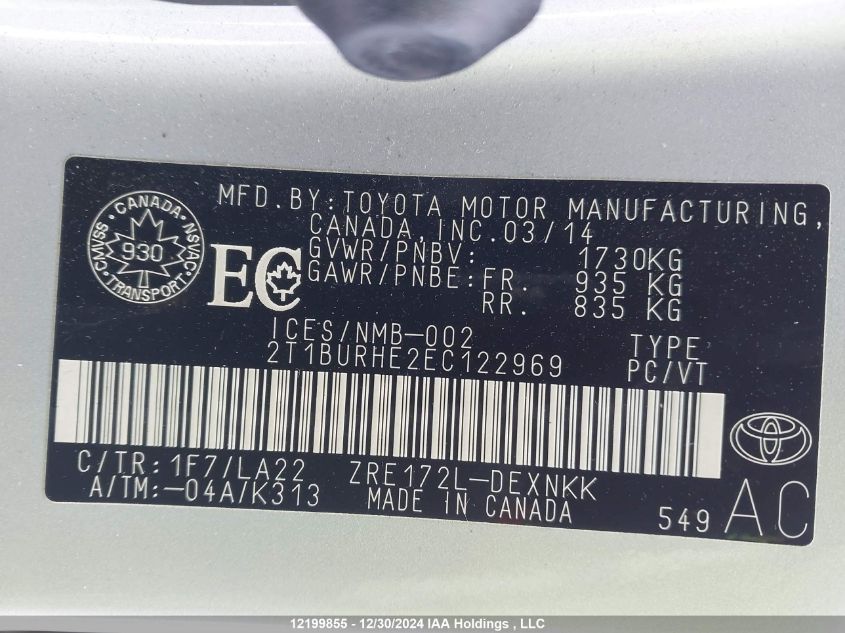 MFD.BY:TOYOTA MOTOR MANUFACTURING,
CANADA,INC.03/14
GVWR/PNBV: 1730KG
GAWR/PNBE:FR. 935 KG
RR. 835 KG
CANADA
CMVSS
NSVAC
930
TRANSPORT
EC
ICES/NMB-002
2T1BURHE2EC122969
TYPE
PC/VT
C/TR:1F7/LA22 ZRE172L-DEXNKK
A/TM:-04A/K313 MADE IN CANADA
549 AC
12199855 - 12/30/2024 IAA Holdings , LLC